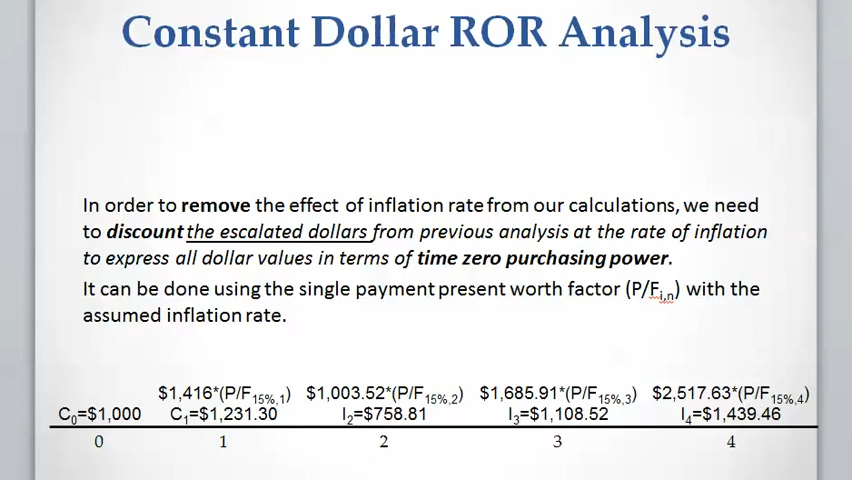 Constant Dollar ROR Analysis
In order to remove the effect of inflation rate from our calculations, we need
to discount the escalated dollars from previous analysis at the rate of inflation
to express all dollar values in terms of time zero purchasing power.
It can be done using the single payment present worth factor (P/Fi,n) with the
assumed inflation rate.
$1,416*(P/F15%,1) $1,003.52*(P/F15%,2) $1,685.91*(P/F15%,3) $2,517.63*(P/F15%,4)
C0=$1,000 C1=$1,231.30 I2=$758.81 I3=$1,108.52 I4=$1,439.46
0 1 2 3 4